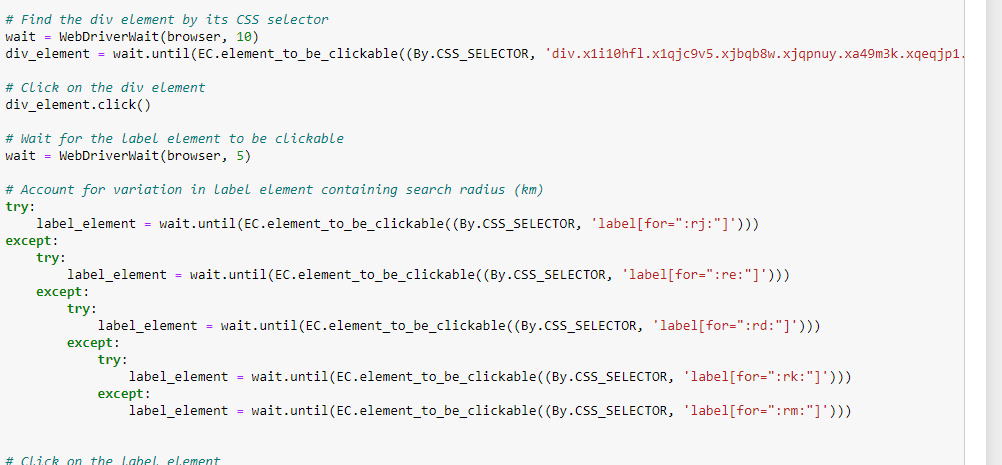 # Find the div element by its CSS selector
wait = WebDriverWait(browser, 10)
div_element = wait.until(EC.element_to_be_clickable((By.CSS_SELECTOR, 'div.x1i10hfl.x1qjc9v5.xjbqb8w.xjqpnuy.xa49m3k.xqeqjp1.
# Click on the div element
div_element.click()
# Wait for the label element to be clickable
wait = WebDriverWait(browser, 5)
# Account for variation in label element containing search radius (km)
try:
    label_element = wait.until(EC.element_to_be_clickable((By.CSS_SELECTOR, 'label[for=":rj:"]')))
except:
    try:
        label_element = wait.until(EC.element_to_be_clickable((By.CSS_SELECTOR, 'label[for=":re:"]')))
    except:
        try:
            label_element = wait.until(EC.element_to_be_clickable((By.CSS_SELECTOR, 'label[for=":rd:"]')))
        except:
            try:
                label_element = wait.until(EC.element_to_be_clickable((By.CSS_SELECTOR, 'label[for=":rk:"]')))
            except:
                label_element = wait.until(EC.element_to_be_clickable((By.CSS_SELECTOR, 'label[for=":rm:"]')))
# Click on the label element